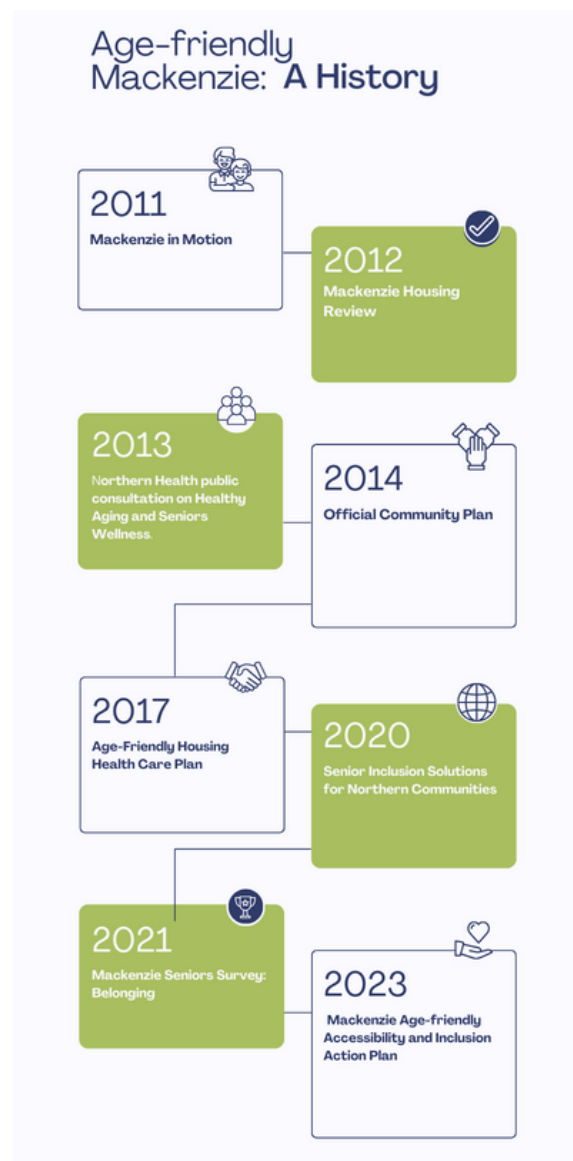 Age-friendly
Mackenzie: A History
2011
Mackenzie in Motion
2012
Mackenzie Housing
Review
2013
Northern Health public
consultation on Healthy
Aging and Seniors
Wellness.
2014
Official Community Plan
2017
Age-Friendly Housing
Health Care Plan
2020
Senior Inclusion Solutions
for Northern Communities
2021
Mackenzie Seniors Survey:
Belonging
2023
Mackenzie Age-friendly
Accessibility and Inclusion
Action Plan